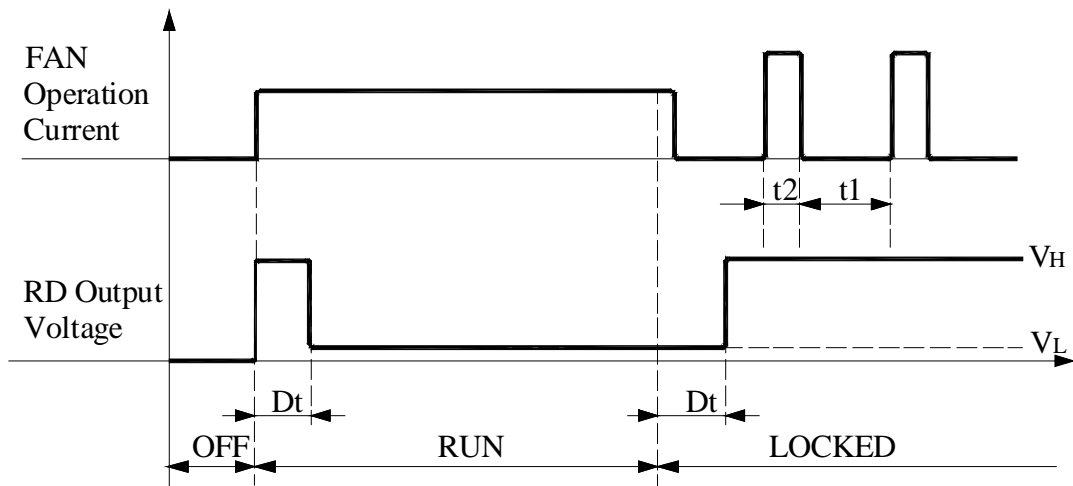 FAN
Operation
Current
t2
t1
VH
RD Output
Voltage
VL
Dt
Dt
OFF
RUN
LOCKED